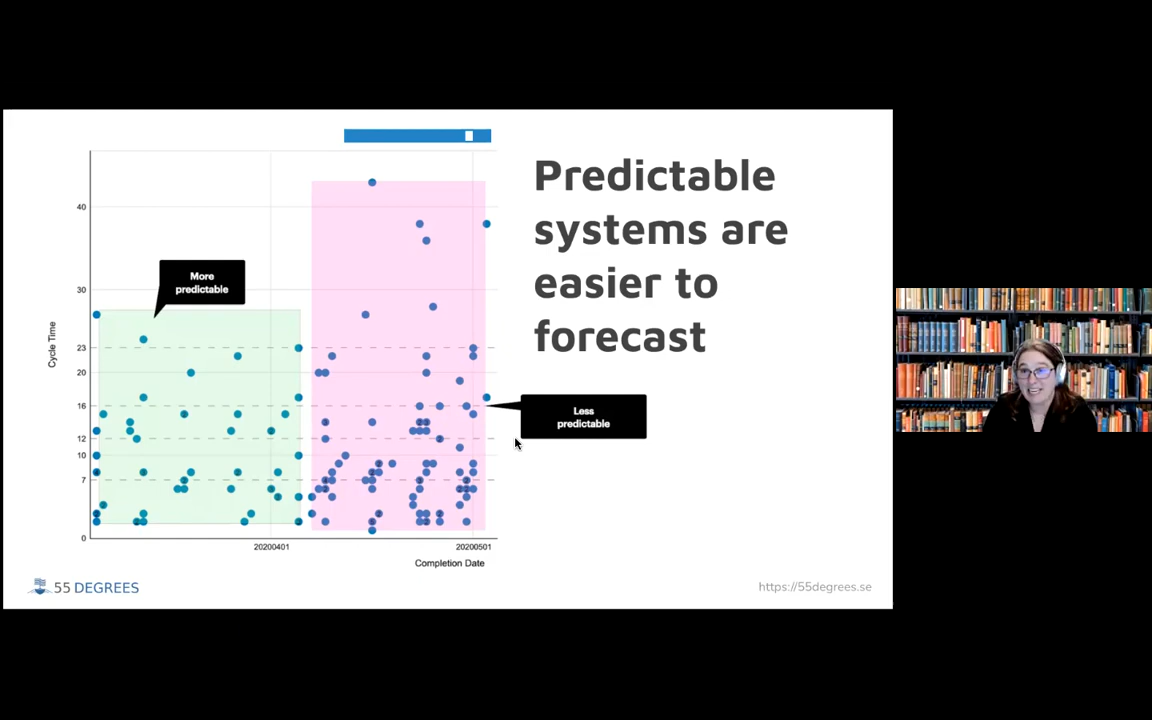 Predictable
systems are
easier to
forecast
More
predictable
Less
predictable
Cycle Time
40
30
23
20
16
12
10
7
0
20200401
20200501
Completion Date
55 DEGREES
https://55degrees.se